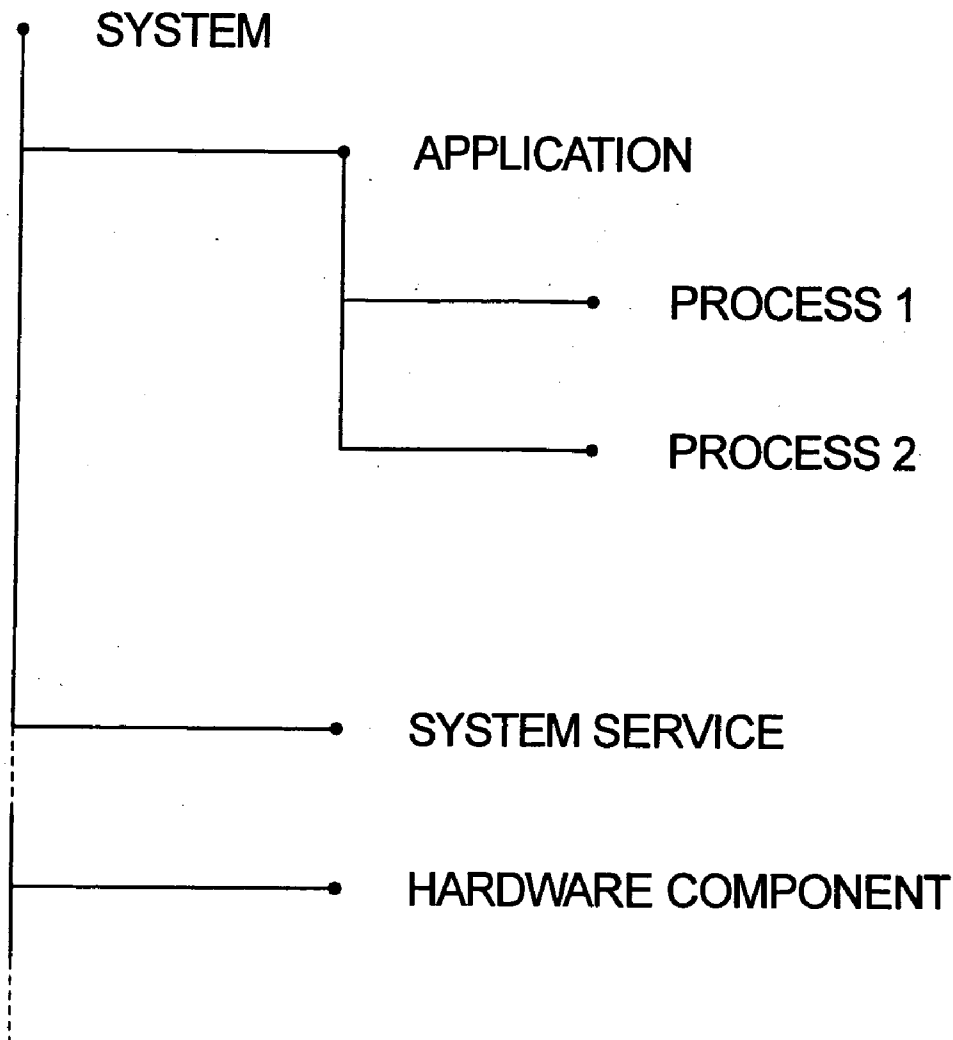 SYSTEM
APPLICATION
PROCESS 1
PROCESS 2
SYSTEM SERVICE
HARDWARE COMPONENT